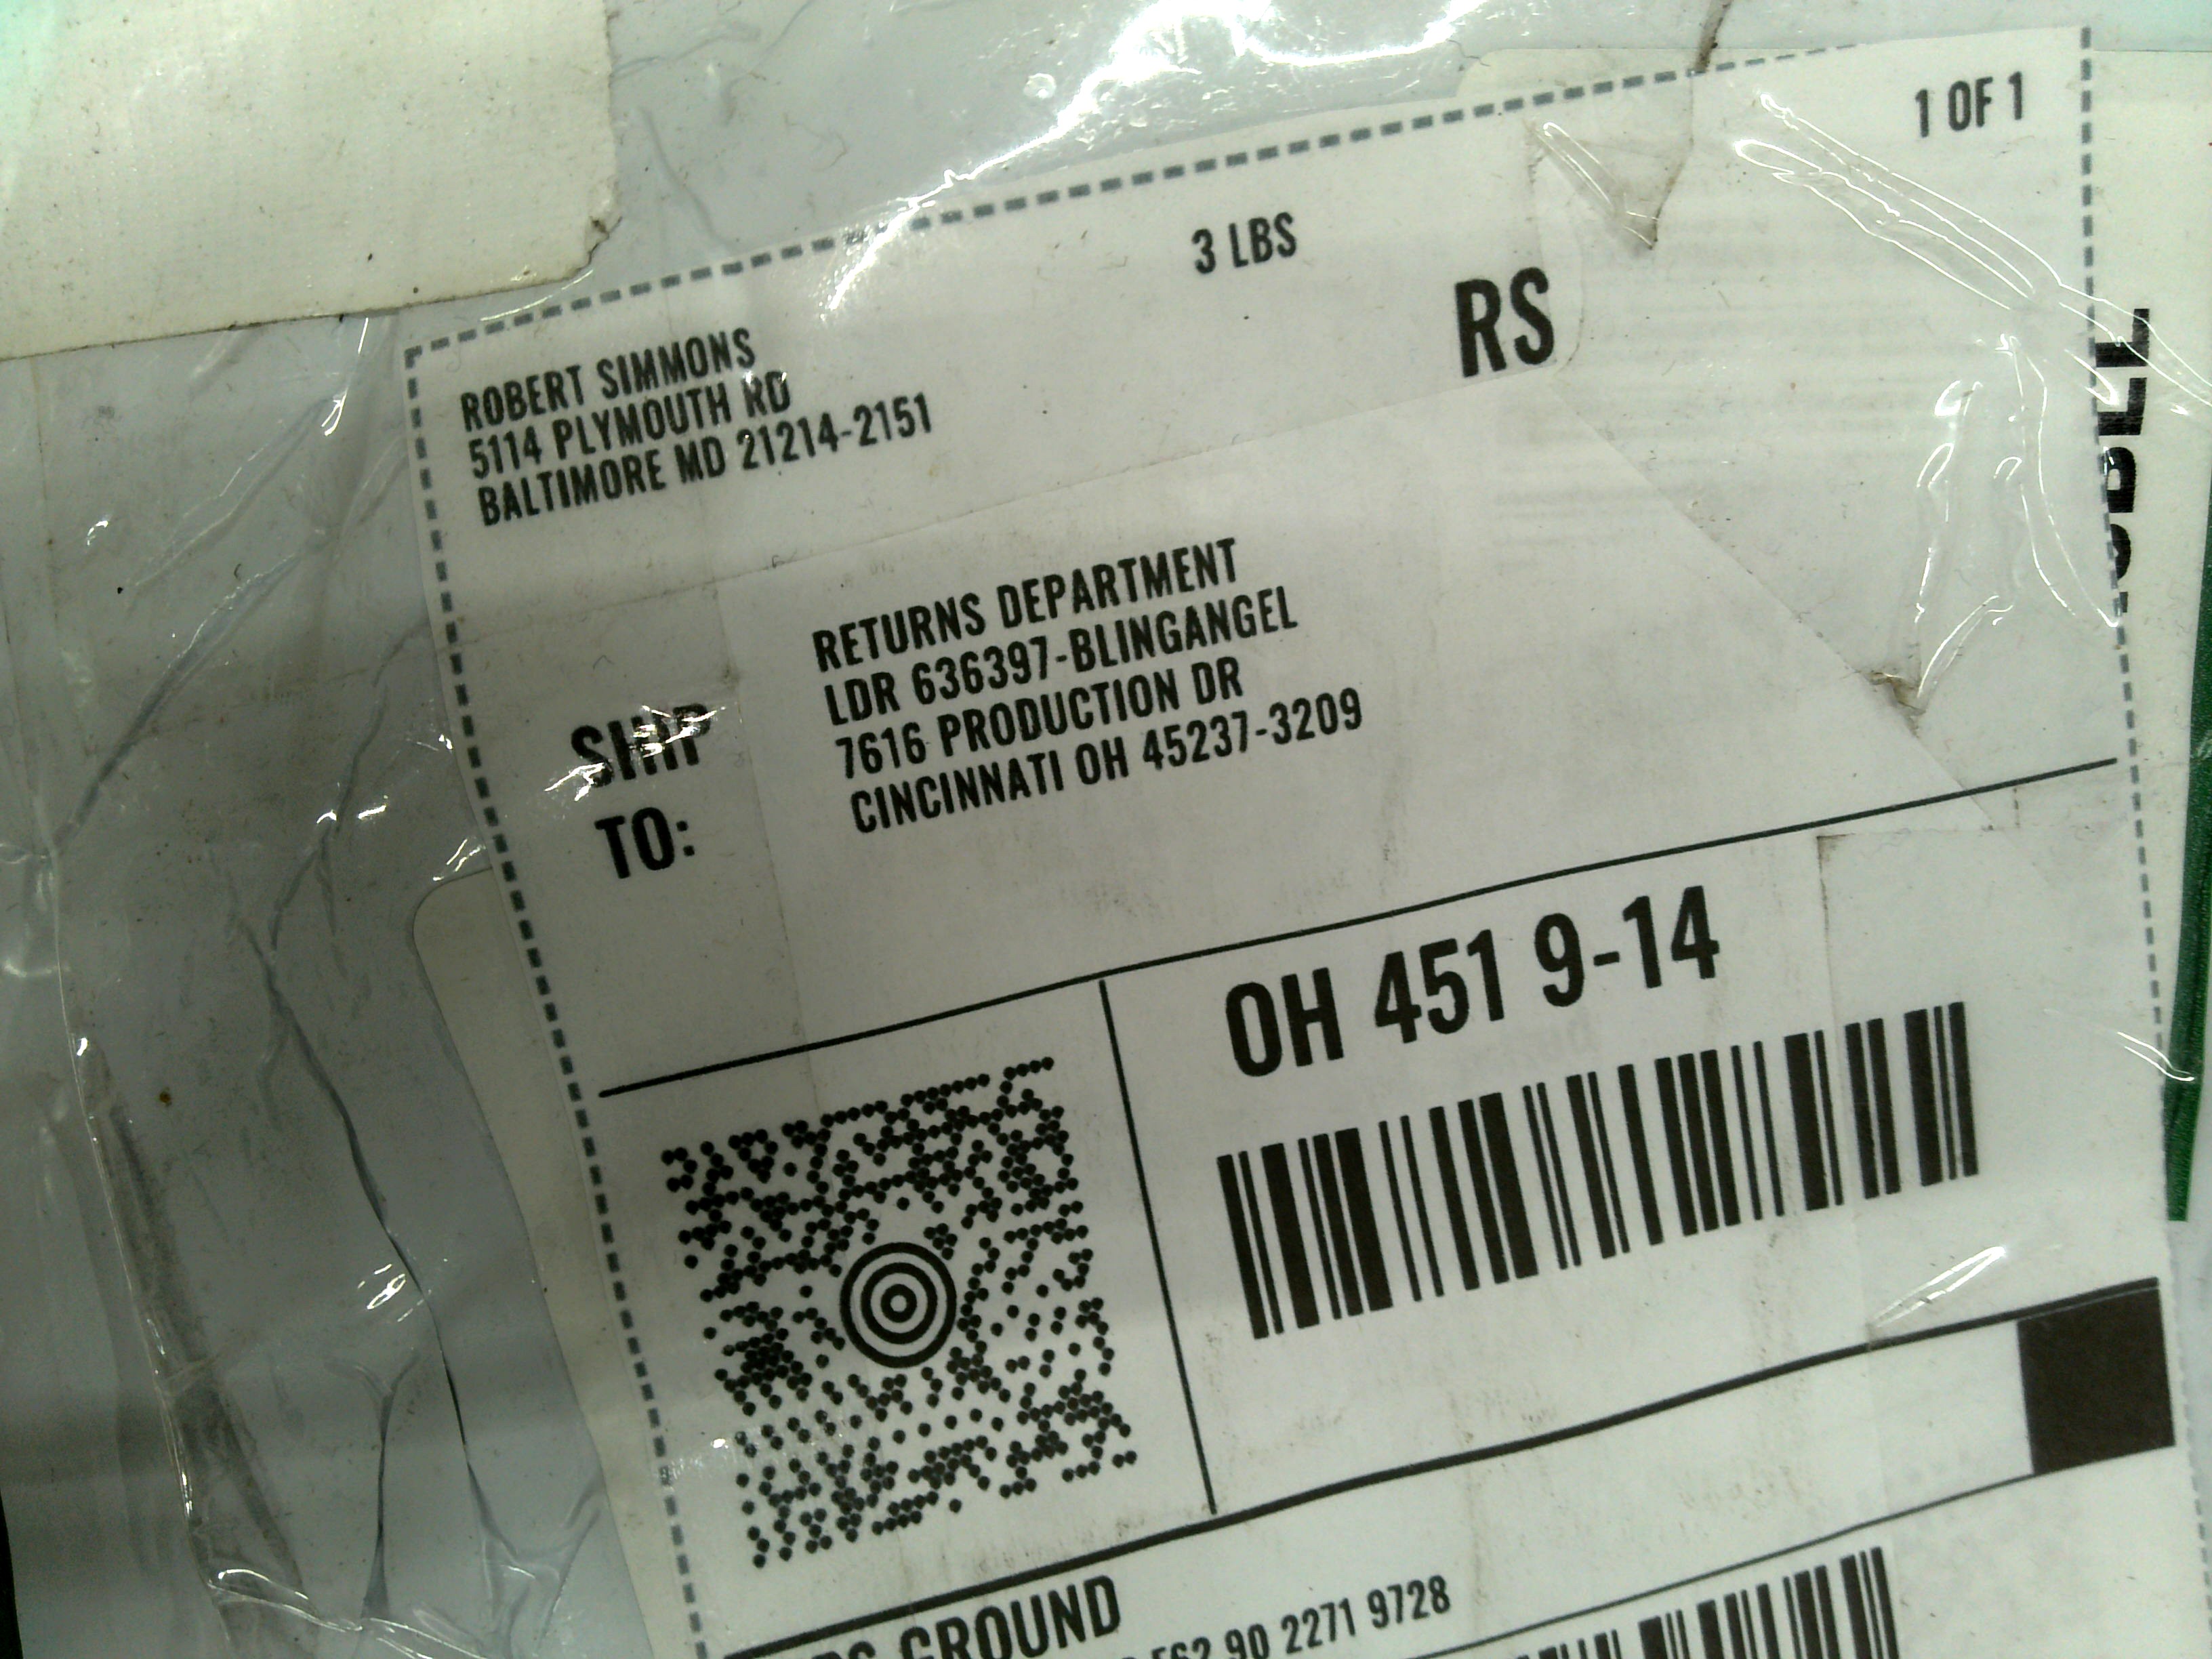 1 OF 1
3 LBS
RS
ROBERT SIMMONS
5114 PLYMOUTH RD
BALTIMORE MD 21214-2151
SHIP
TO:
RETURNS DEPARTMENT
LDR 636397-BLINGANGEL
7616 PRODUCTION DR
CINCINNATI OH 45237-3209
OH 451 9-14
GROUND
90 2271 9728